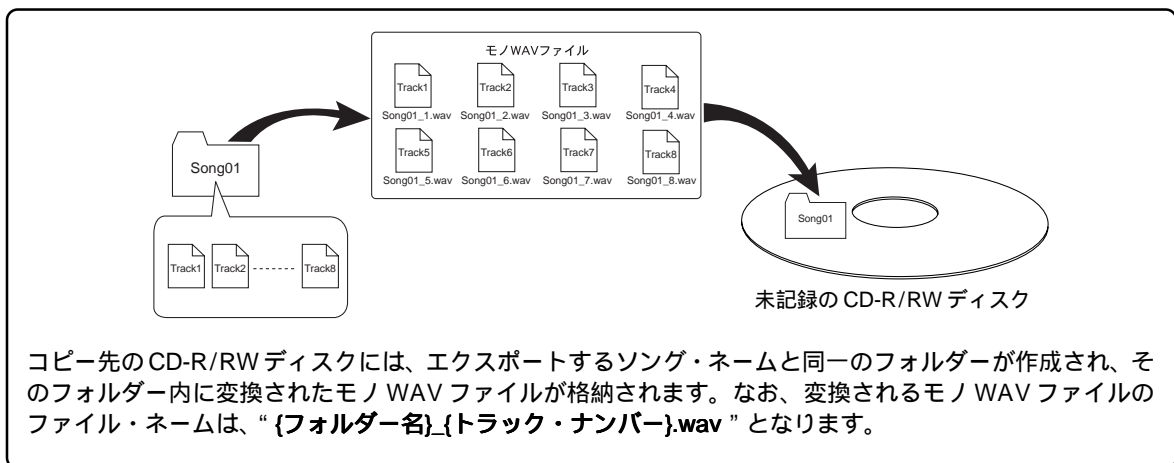 モノWAVファイル
Track1 Track2 Track3 Track4
Song01_1.wav Song01_2.wav Song01_3.wav Song01_4.wav
Track5 Track6 Track7 Track8
Song01_5.wav Song01_6.wav Song01_7.wav Song01_8.wav
Song01
Track1 Track2 Track8
Song01
未記録の CD-R/RW ディスク
コピー先の CD-R/RW ディスクには、エクスポートするソング・ネームと同一のフォルダーが作成され、そ
のフォルダー内に変換されたモノ WAV ファイルが格納されます。なお、変換されるモノ WAV ファイルの
ファイル・ネームは、“ {フォルダー名}_{トラック・ナンバー}.wav ” となります。